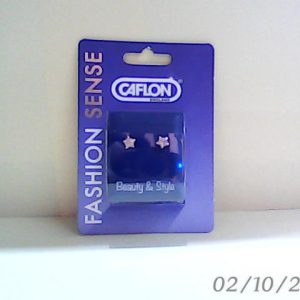 FASHION SENSE
CAFLON
ENGLAND
Beauty & Style
02/10/2